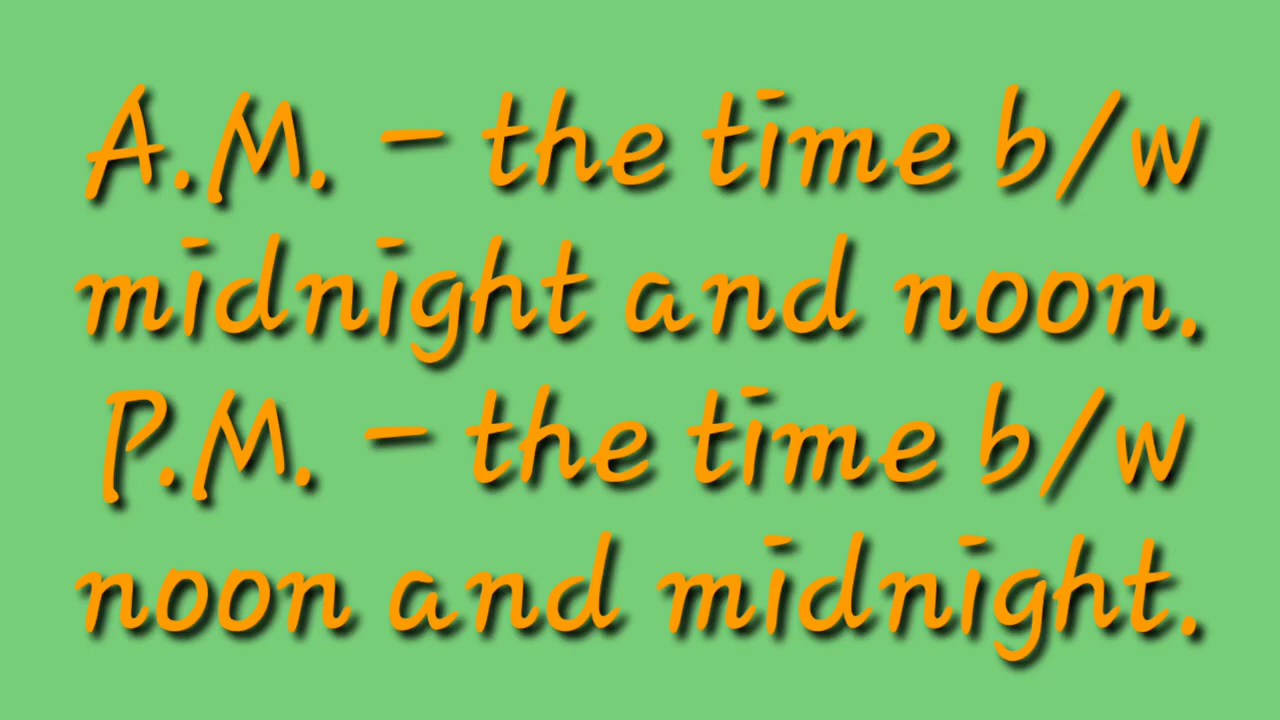 A.M. – the time b/w
midnight and noon.
P.M. – the time b/w
noon and midnight.